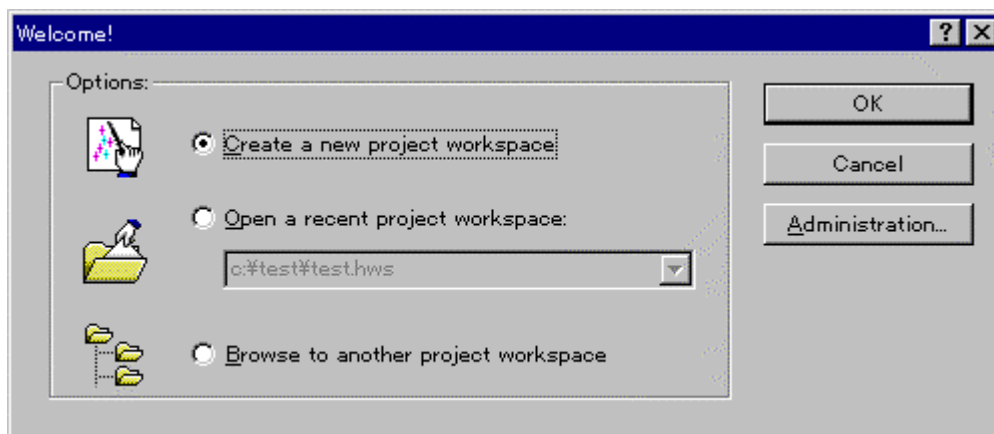 Welcome!
Options:
Create a new project workspace
Open a recent project workspace:
c:¥test¥test.hws
Browse to another project workspace
OK
Cancel
Administration...